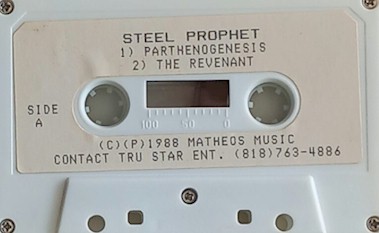 STEEL PROPHET
1) PARTHENOGENESIS
2) THE REVENANT
SIDE
A
100 50 0
(C)(P)1988 MATHEOS MUSIC
CONTACT TRU STAR ENT. (818)763-4886